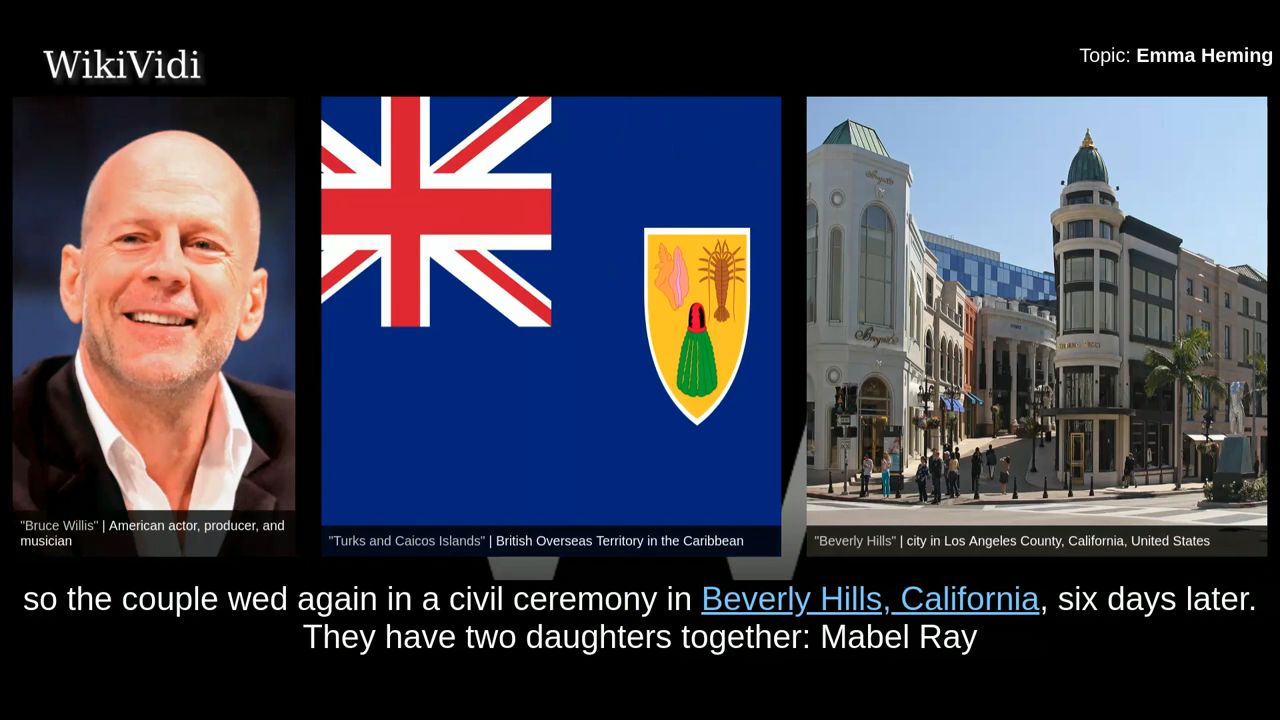 WikiVidi
Topic: Emma Heming
"Bruce Willis" | American actor, producer, and
musician
"Turks and Caicos Islands" | British Overseas Territory in the Caribbean
"Beverly Hills" | city in Los Angeles County, California, United States
so the couple wed again in a civil ceremony in Beverly Hills, California, six days later.
They have two daughters together: Mabel Ray